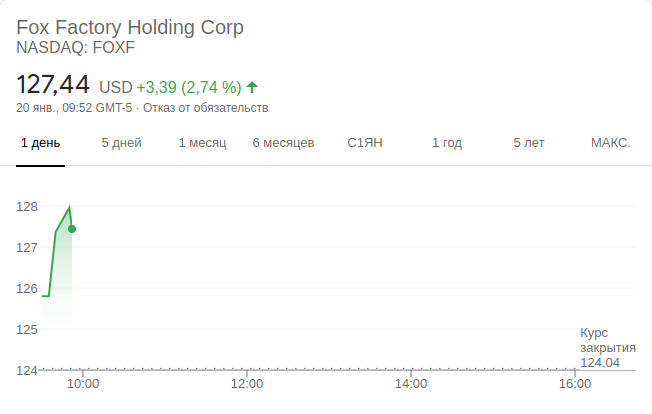 Fox Factory Holding Corp
NASDAQ: FOXF
127,44 USD +3,39 (2,74 %)
20 янв., 09:52 GMT-5 · Отказ от обязательств
1 день 5 дней 1 месяц 6 месяцев С1ЯН 1 год 5 лет МАКС.
128
127
126
125
Курс
закрытия
124,04
124
10:00 12:00 14:00 16:00